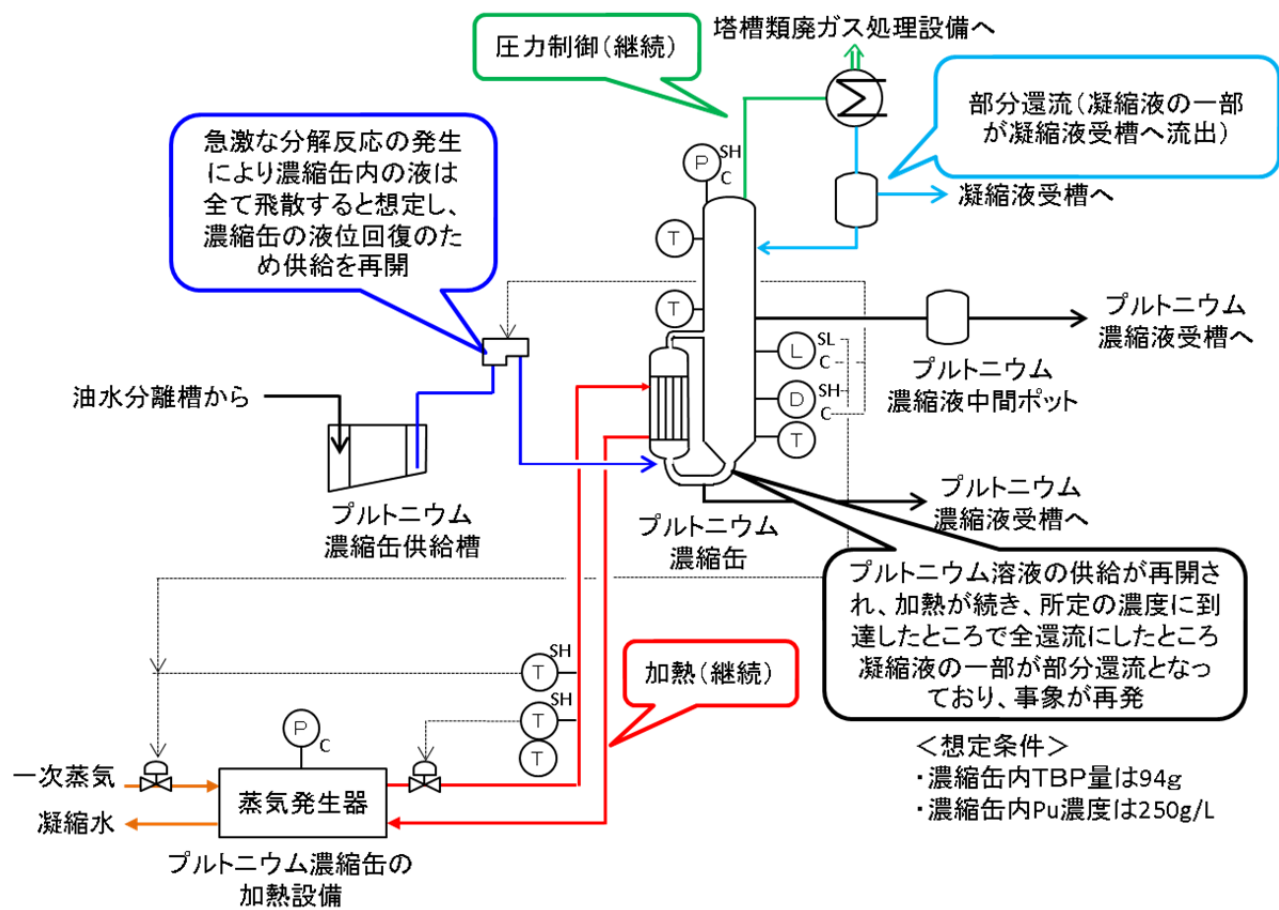 塔槽類廃ガス処理設備へ
圧力制御(継続)
部分還流(凝縮液の一部
が凝縮液受槽へ流出)
急激な分解反応の発生
により濃縮缶内の液は
全て飛散すると想定し、
濃縮缶の液位回復のた
め供給を再開
P
SH
C
凝縮液受槽へ
T
T
プルトニウム
濃縮液受槽へ
L
SL
C
プルトニウム
濃縮液中間ポット
油水分離槽から
D
SH
C
T
プルトニウム
濃縮缶供給槽
プルトニウム
濃縮缶
プルトニウム
濃縮液受槽へ
プルトニウム溶液の供給が再開さ
れ、加熱が続き、所定の濃度に到
達したところで全還流にしたところ
凝縮液の一部が部分還流となっ
ており、事象が再発
SH
T
加熱(継続)
SH
T
T
P
C
<想定条件>
・濃縮缶内TBP量は94g
・濃縮缶内Pu濃度は250g/L
一次蒸気
蒸気発生器
凝縮水
プルトニウム濃縮缶の
加熱設備